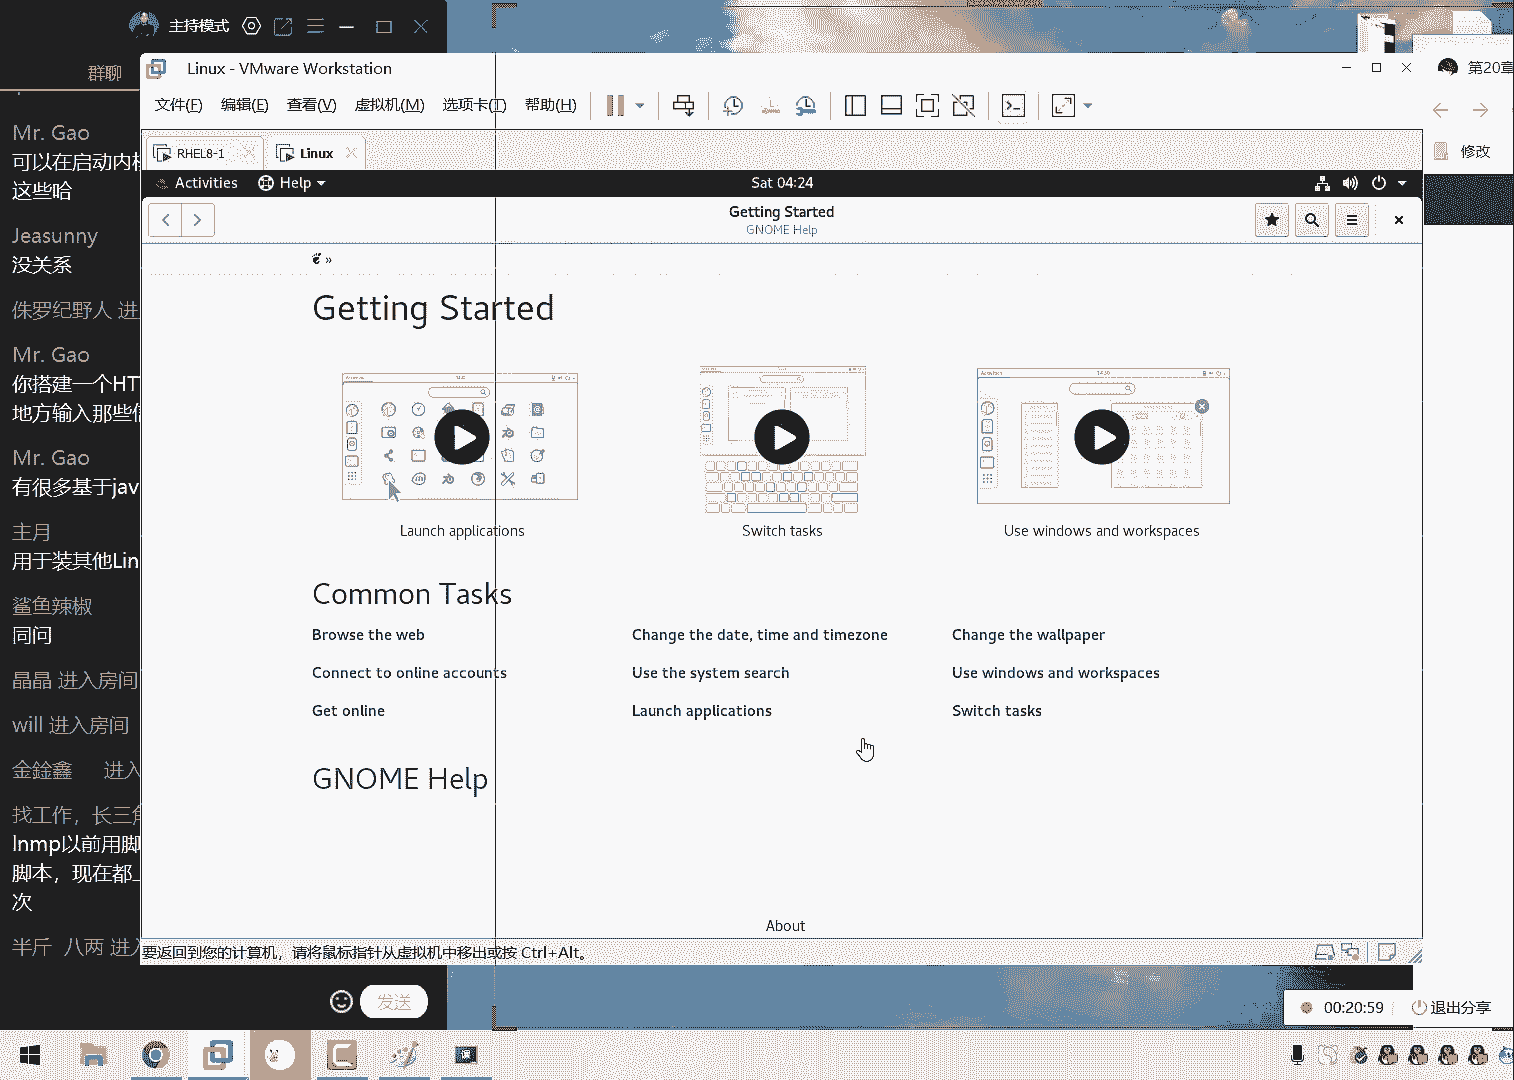 主持模式
群聊
Mr. Gao
可以在启动内
这些哈
Jeasunny
没关系
侏罗纪野人 进
Mr. Gao
你搭建一个HT
地方输入那些
Mr. Gao
有很多基于jav
主月
用于装其他Lin
鲨鱼辣椒
同问
晶晶 进入房间
will 进入房间
金鍂鑫 进入
找工作，长三角
lnmp以前用脚
脚本，现在都
次
半斤 八两 进
发送
Linux - VMware Workstation
文件(F) 编辑(E) 查看(V) 虚拟机(M) 选项卡(T) 帮助(H)
RHEL8-1
Linux
Activities Help Sat 04:24
Getting Started
GNOME Help
»
Getting Started
Launch applications
Switch tasks
Use windows and workspaces
Common Tasks
Browse the web
Change the date, time and timezone
Change the wallpaper
Connect to online accounts
Use the system search
Use windows and workspaces
Get online
Launch applications
Switch tasks
GNOME Help
About
要返回到您的计算机，请将鼠标指针从虚拟机中移出或按 Ctrl+Alt。
第20章
修改
00:20:59
退出分享